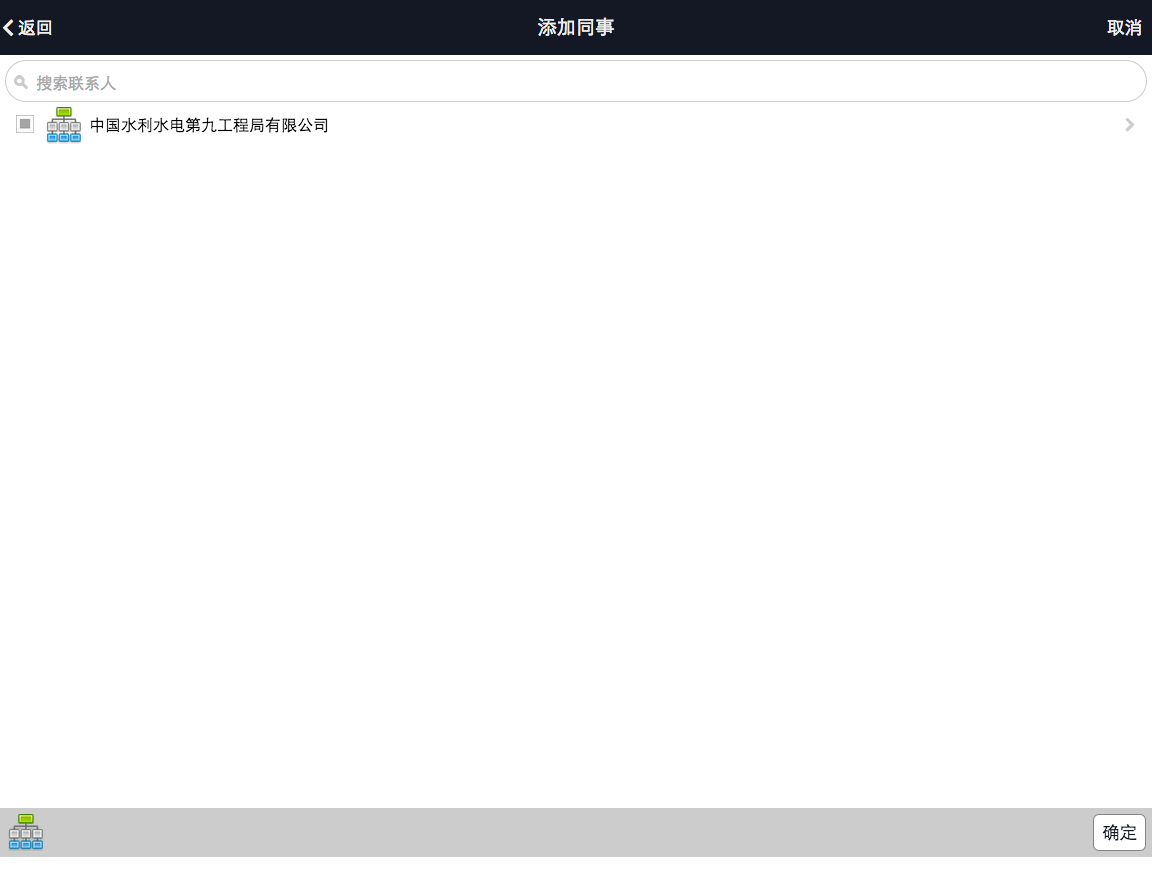 返回
添加同事
取消
搜索联系人
中国水利水电第九工程局有限公司
确定